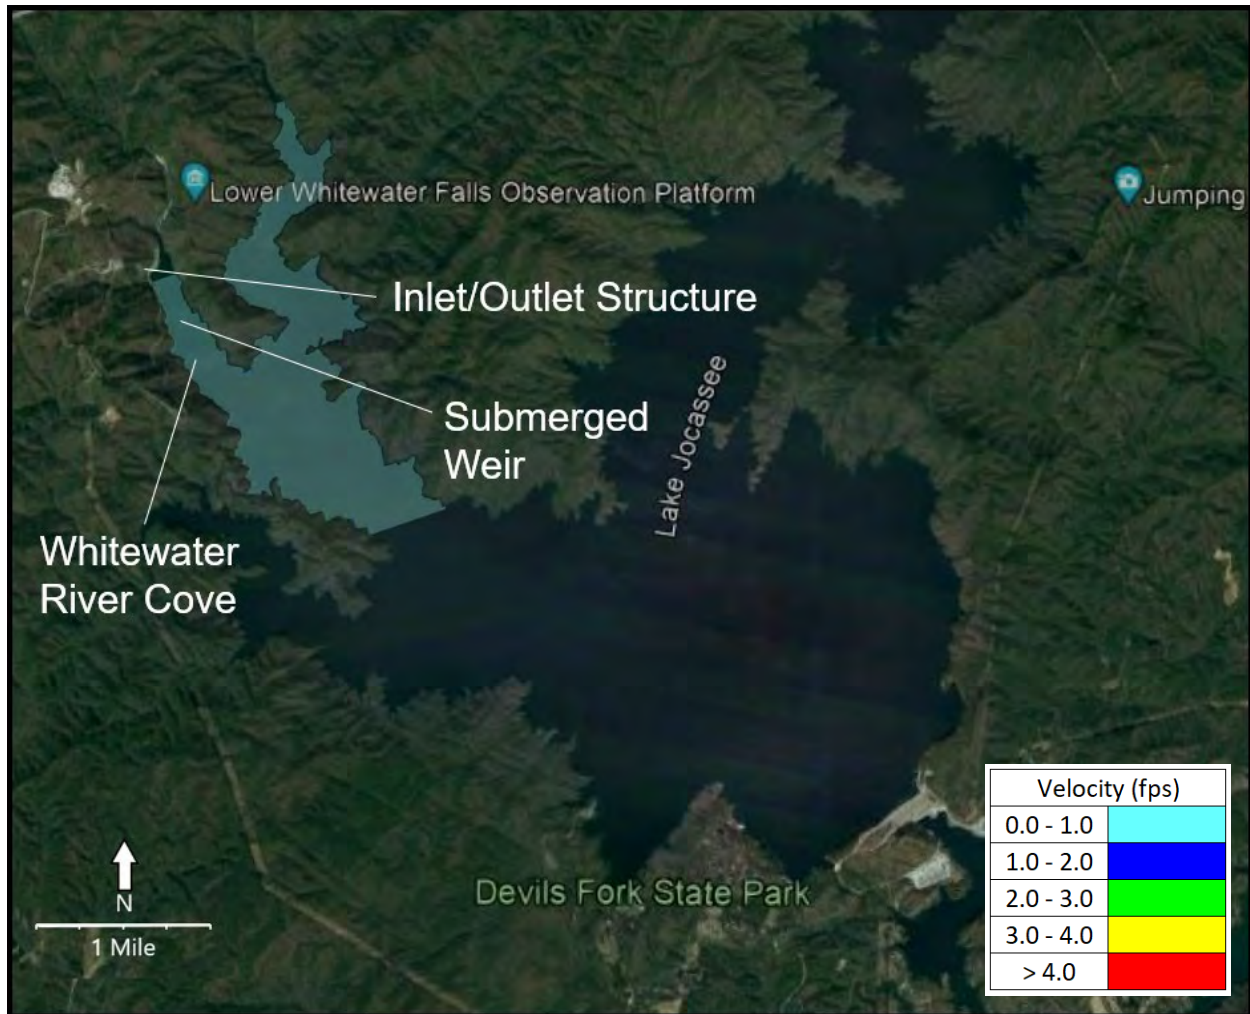 Lower Whitewater Falls Observation Platform
Jumping
Inlet/Outlet Structure
Submerged
Weir
Lake Jocassee
Whitewater
River Cove
Velocity (fps)
0.0 - 1.0
1.0 - 2.0
2.0 - 3.0
3.0 - 4.0
> 4.0
Devils Fork State Park
N
1 Mile